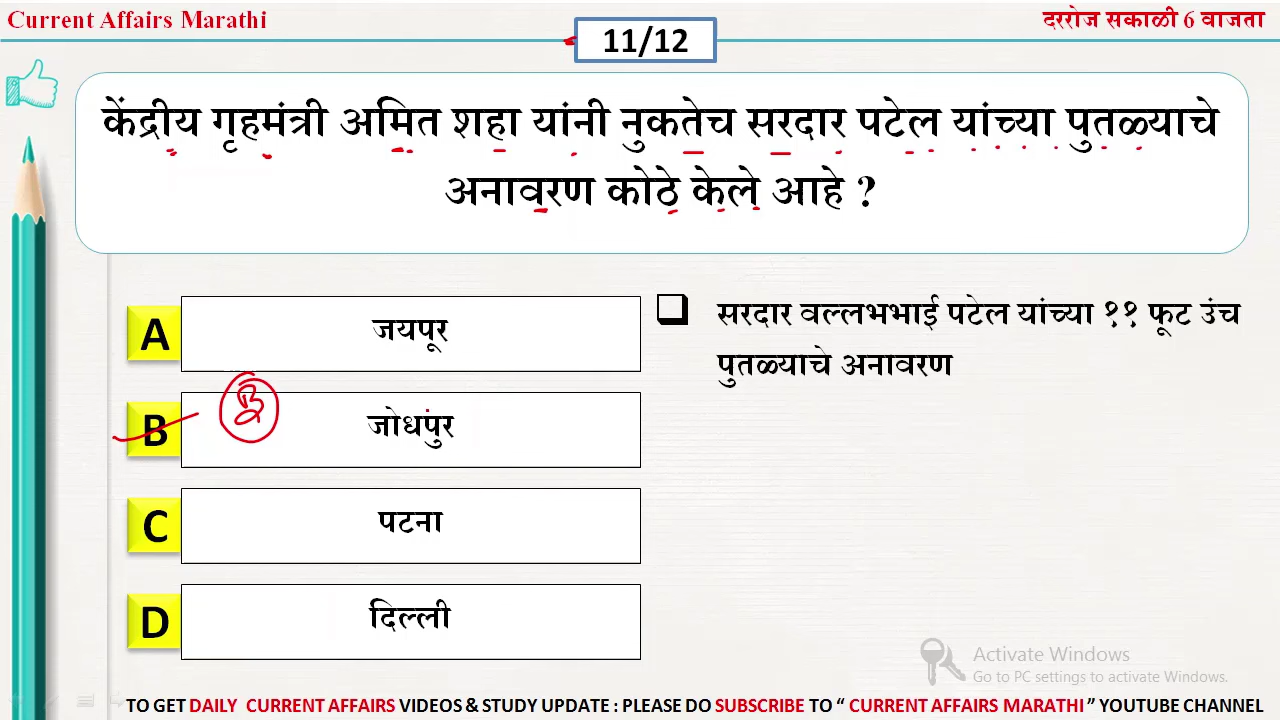 Current Affairs Marathi
11/12
दररोज सकाळी 6 वाजता
केंद्रीय गृहमंत्री अमित शहा यांनी नुकतेच सरदार पटेल यांच्या पुतळ्याचे
अनावरण कोठे केले आहे ?
A जयपूर
B जोधपुर
C पटना
D दिल्ली
सरदार वल्लभभाई पटेल यांच्या ११ फूट उंच
पुतळ्याचे अनावरण
Activate Windows
Go to PC settings to activate Windows.
TO GET DAILY CURRENT AFFAIRS VIDEOS & STUDY UPDATE : PLEASE DO SUBSCRIBE TO “ CURRENT AFFAIRS MARATHI ” YOUTUBE CHANNEL